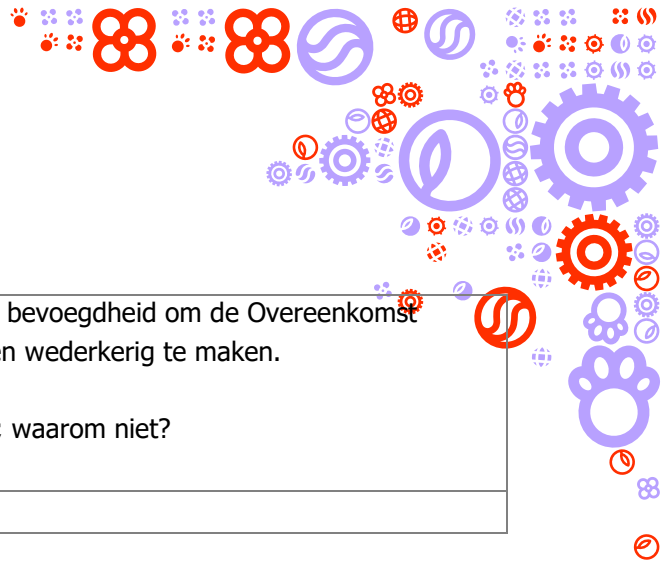 bevoegdheid om de Overeenkomst
en wederkerig te maken.
waarom niet?